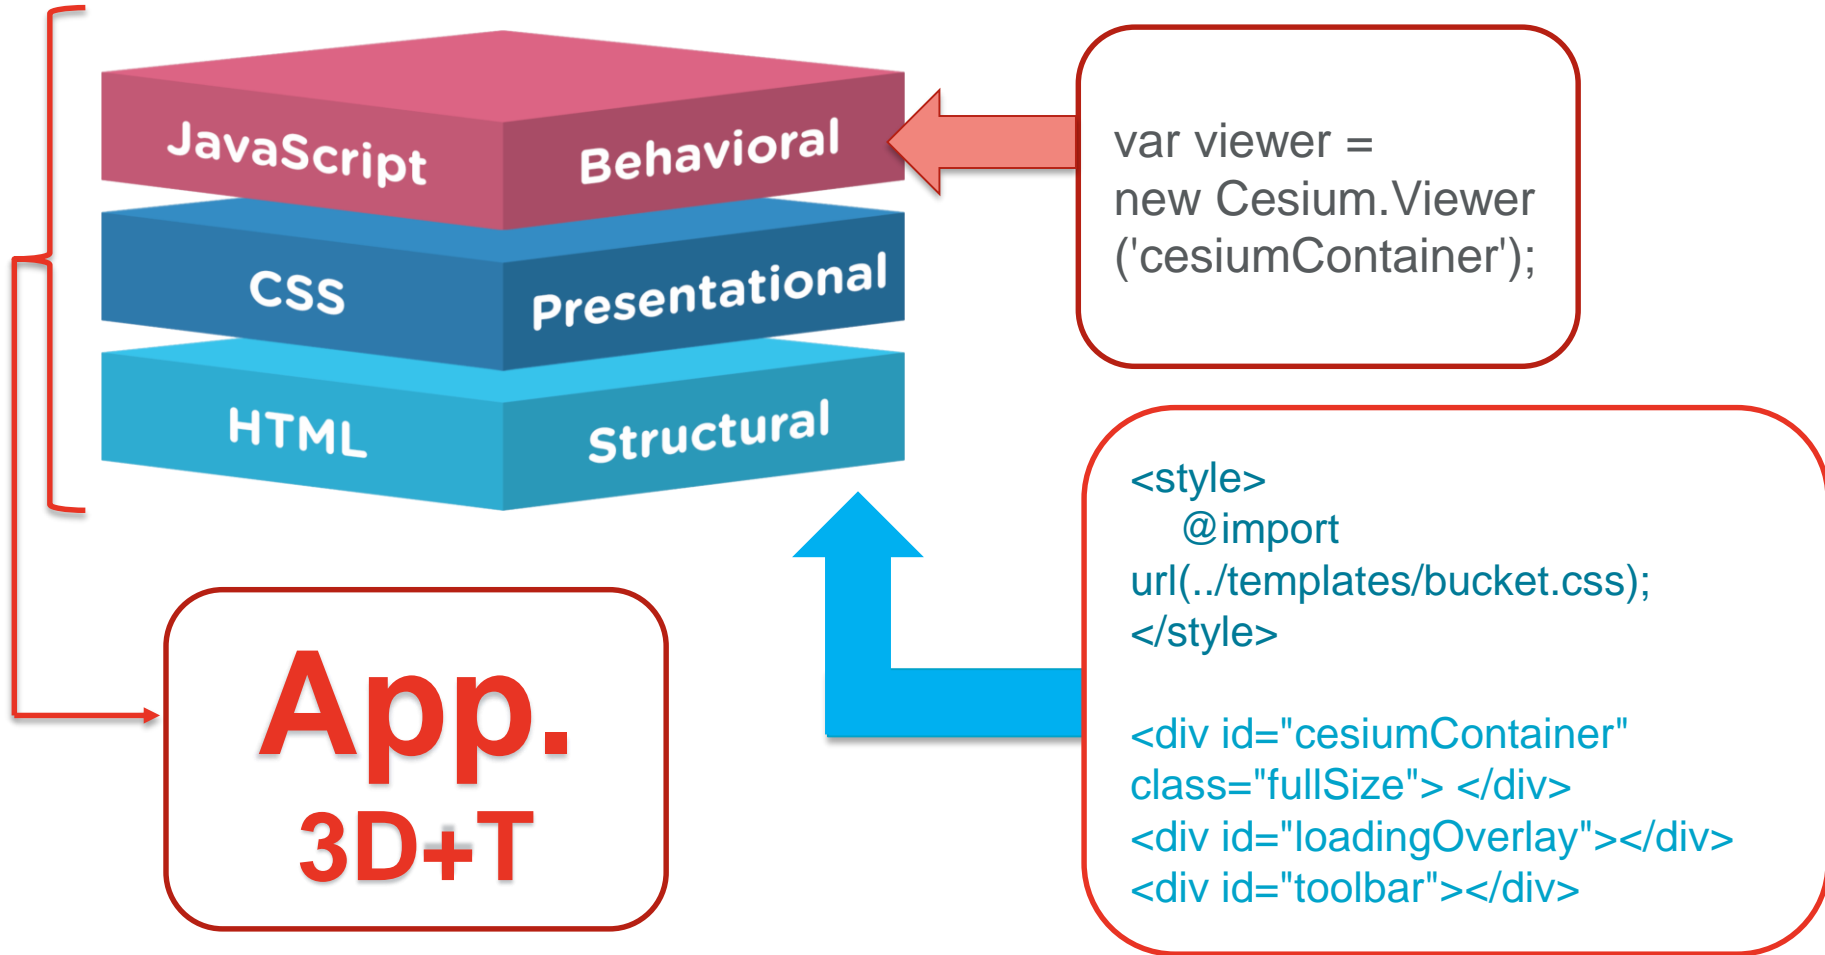 JavaScript
Behavioral
CSS
Presentational
HTML
Structural
var viewer =
new Cesium.Viewer
('cesiumContainer');
<style>
@import
url(../templates/bucket.css);
</style>
<div id="cesiumContainer"
class="fullSize"> </div>
<div id="loadingOverlay"></div>
<div id="toolbar"></div>
App.
3D+T